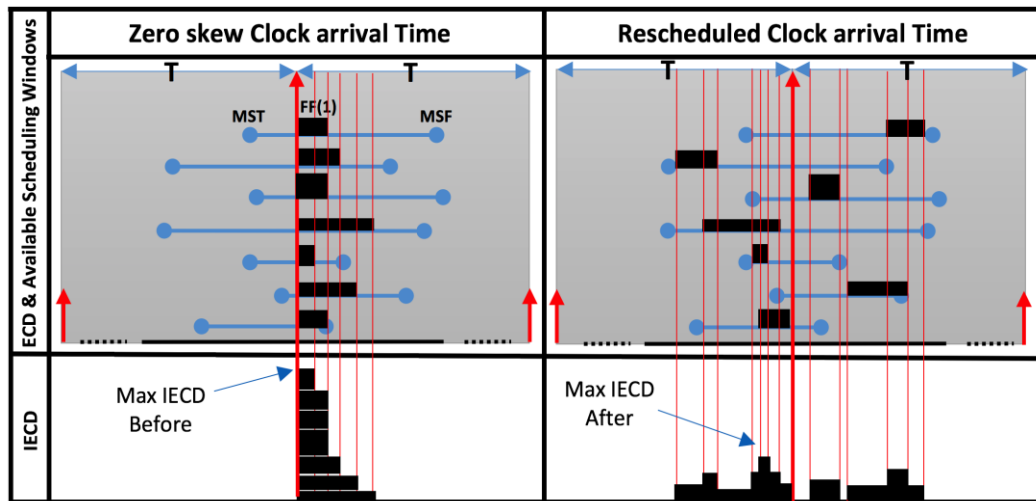 Zero skew Clock arrival Time
Rescheduled Clock arrival Time
ECD & Available Scheduling Windows
T
T
T
T
MST
FF(1)
MSF
IECD
Max IECD
Before
Max IECD
After